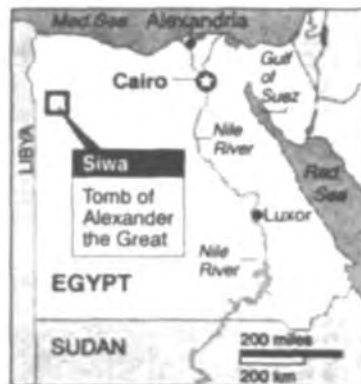 Med. Sea
Alexandria
Cairo
Gulf
of
Suez
LIBYA
Nile
River
Siwa
Tomb of
Alexander
the Great
Red
Sea
Luxor
Nile
River
EGYPT
200 miles
200 km
SUDAN